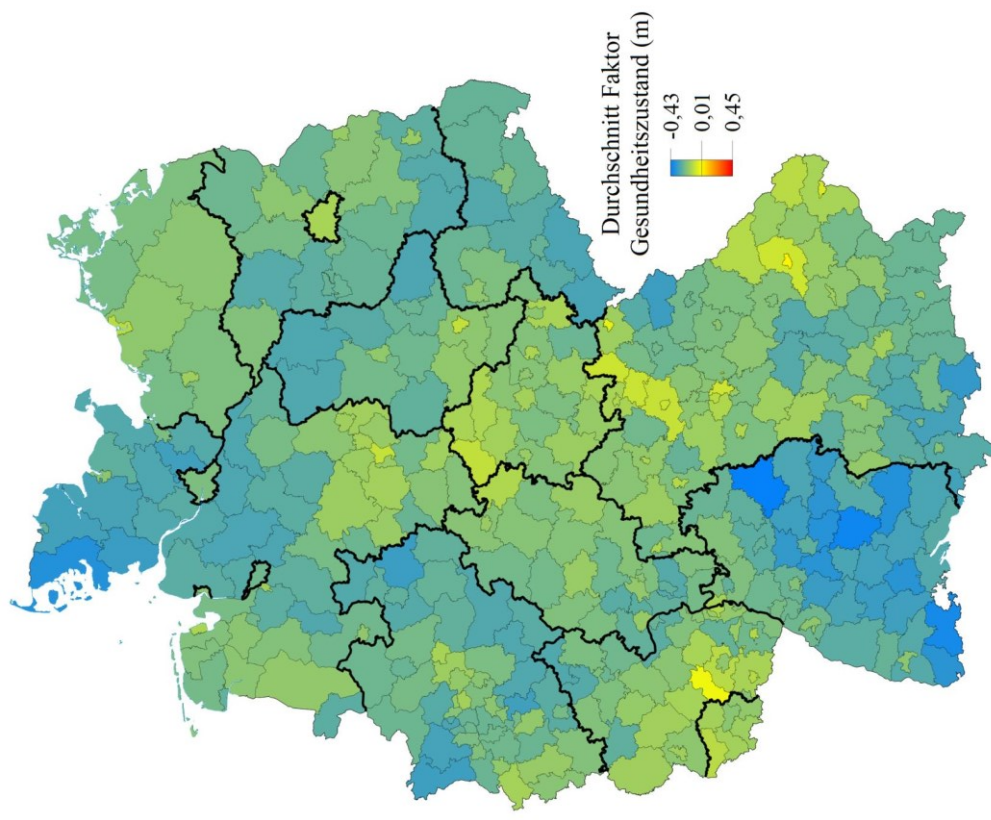 Durchschnitt Faktor
Gesundheitszustand (m)
-0,43
0,01
0,45